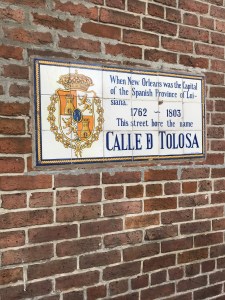 When New Orleans was the Capital
of the Spanish Province of Loui-
siana.
1762 - 1803
This street bore the name
CALLE D TOLOSA